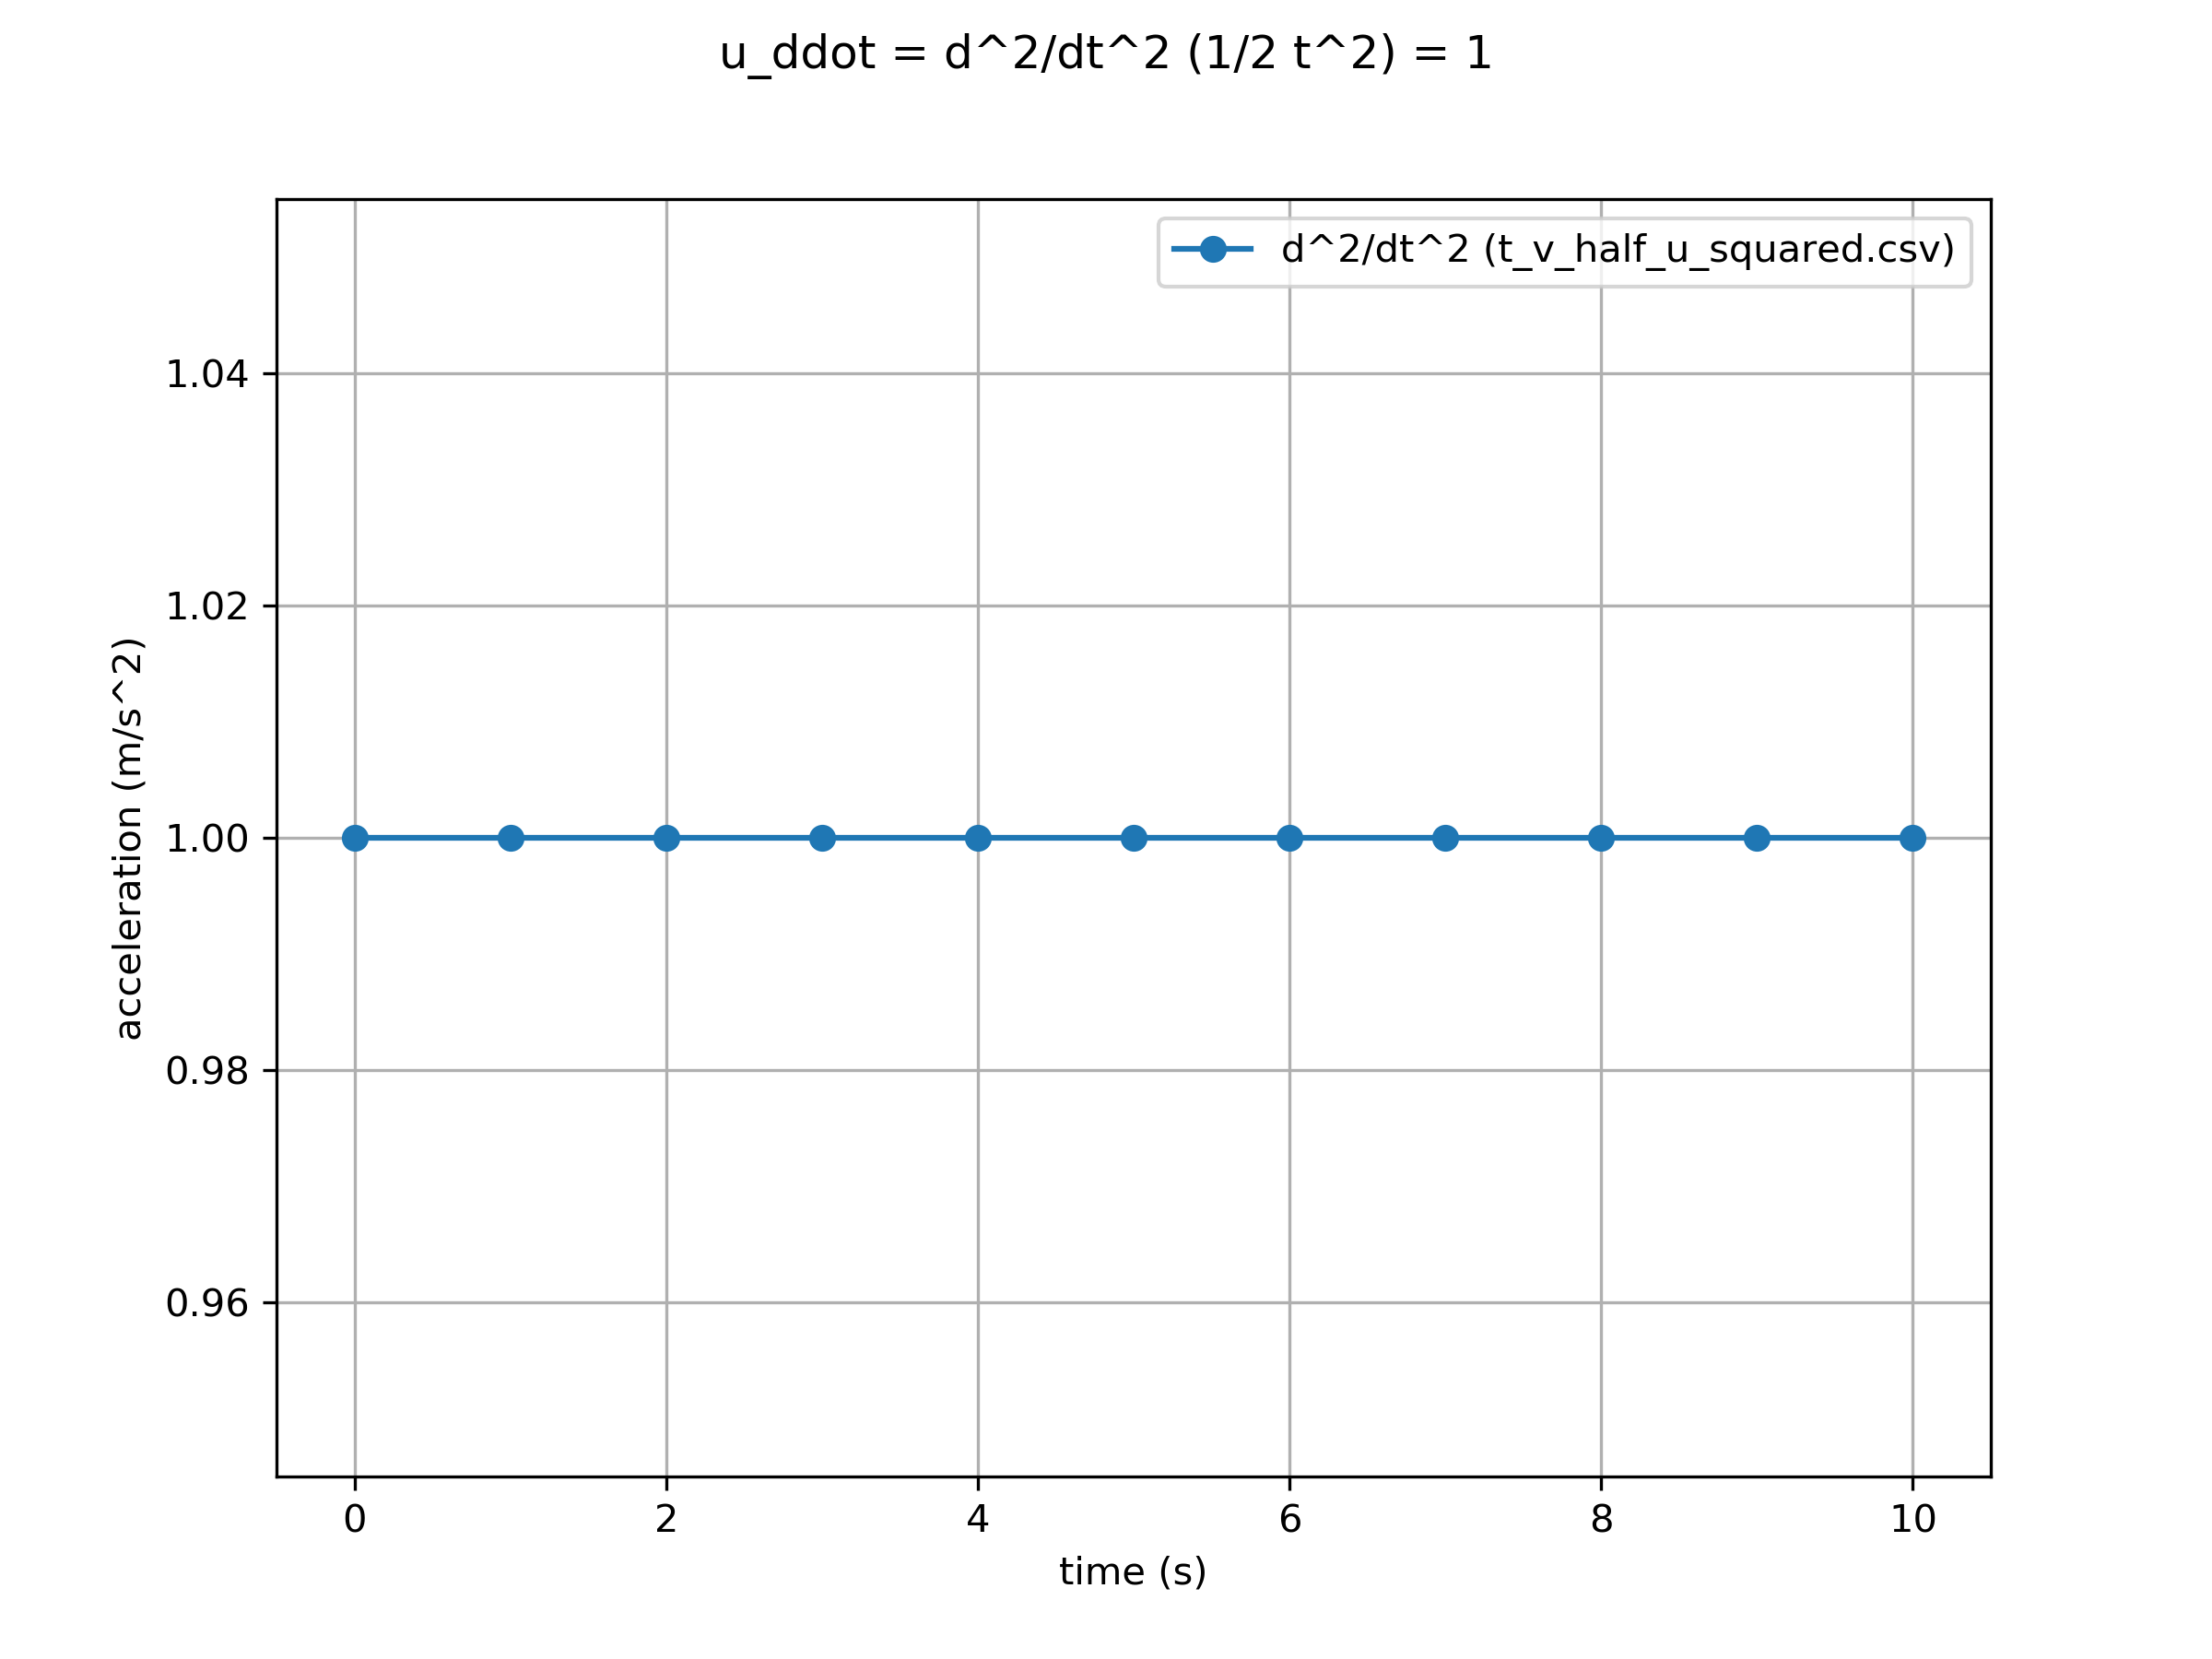 u_ddot = d^2/dt^2 (1/2 t^2) = 1
d^2/dt^2 (t_v_half_u_squared.csv)
1.04
1.02
1.00
0.98
0.96
acceleration (m/s^2)
0 2 4 6 8 10
time (s)